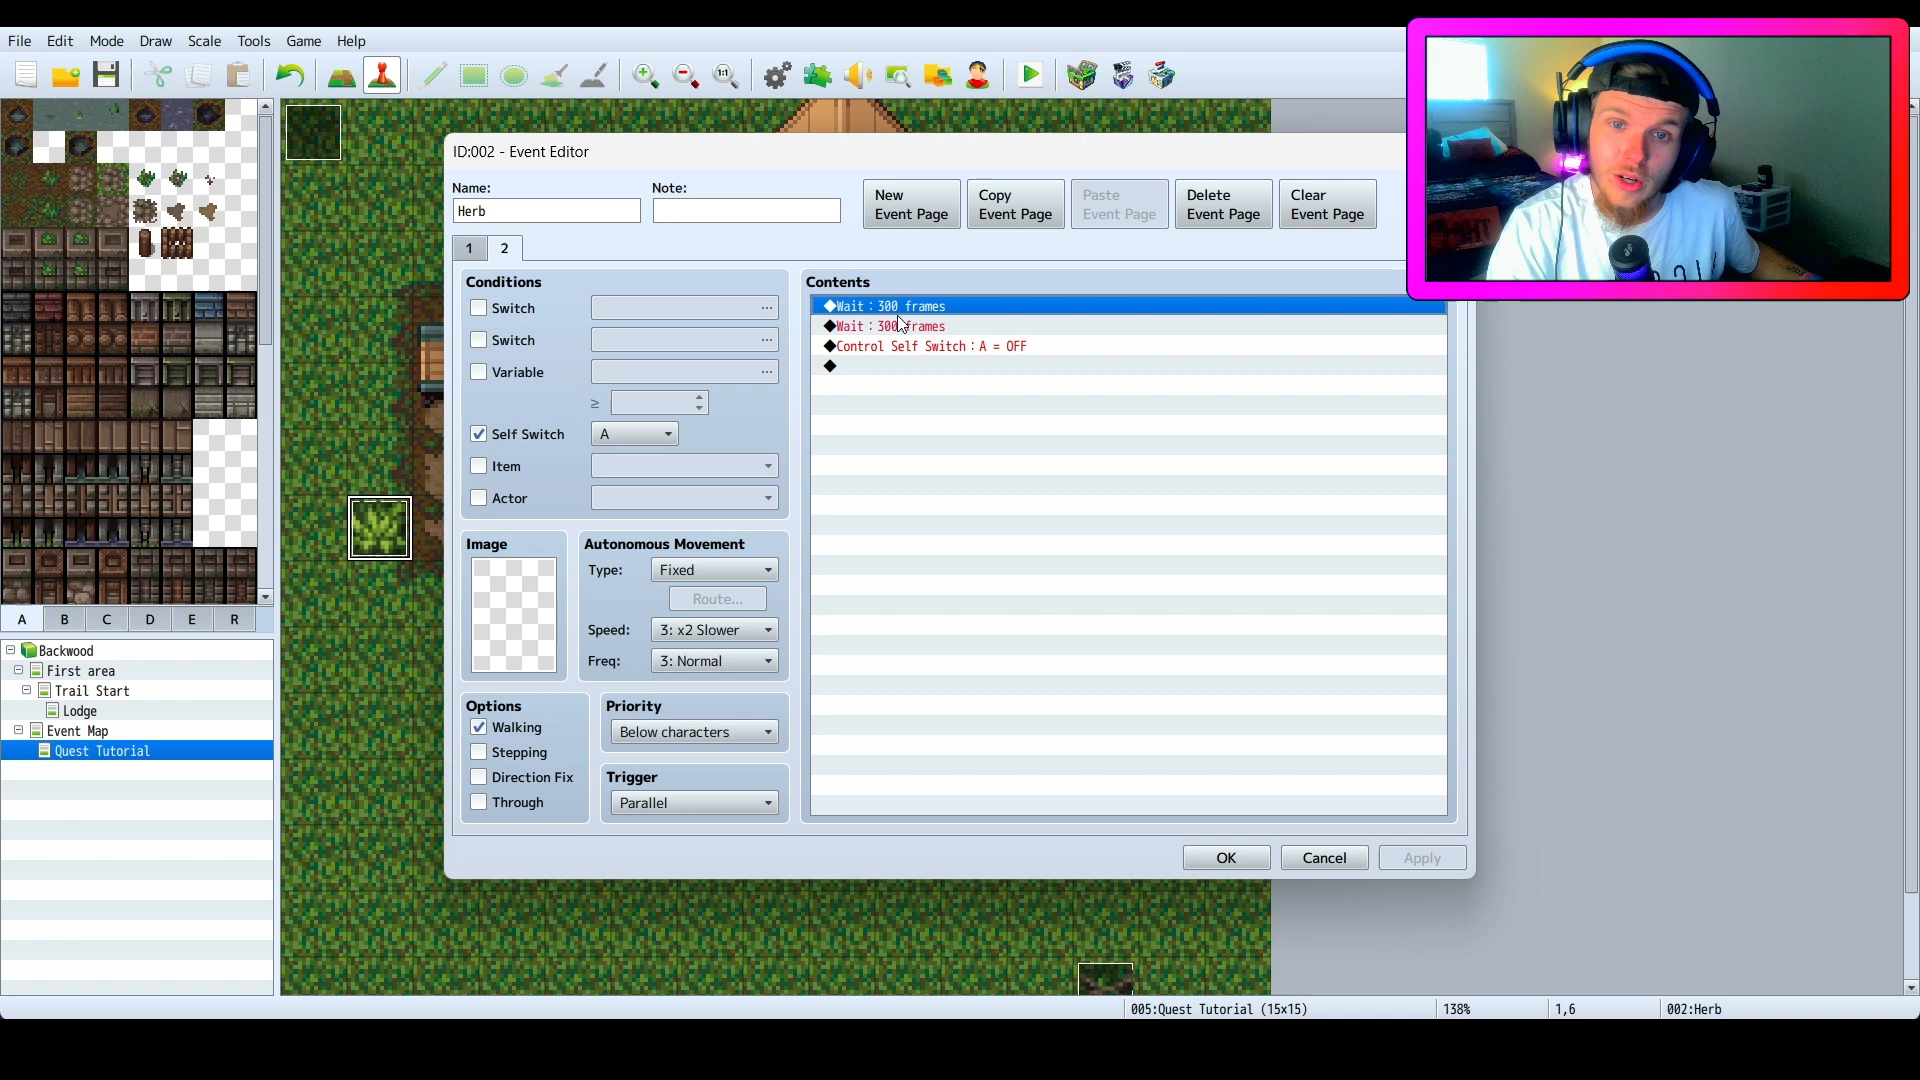 File Edit Mode Draw Scale Tools Game Help
1:1
ID:002 - Event Editor
Name:
Note:
Herb
New
Event Page
Copy
Event Page
Paste
Event Page
Delete
Event Page
Clear
Event Page
1 2
Conditions
Switch ...
Switch ...
Variable ...
≥
Self Switch A
Item
Actor
Image
Autonomous Movement
Type: Fixed
Route...
Speed: 3: x2 Slower
Freq: 3: Normal
Options
Walking
Stepping
Direction Fix
Through
Priority
Below characters
Trigger
Parallel
Contents
◆Wait : 300 frames
◆Wait : 300 frames
◆Control Self Switch : A = OFF
◆
OK Cancel Apply
A B C D E R
Backwood
First area
Trail Start
Lodge
Event Map
Quest Tutorial
005:Quest Tutorial (15x15) 138% 1,6 002:Herb